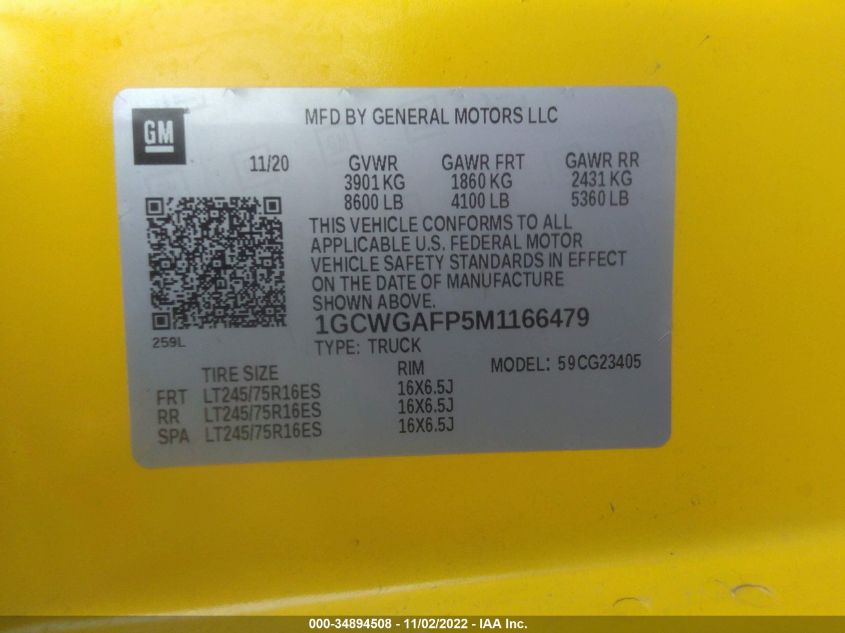 GM
MFD BY GENERAL MOTORS LLC
11/20 GVWR GAWR FRT GAWR RR
3901 KG 1860 KG 2431 KG
8600 LB 4100 LB 5360 LB
THIS VEHICLE CONFORMS TO ALL
APPLICABLE U.S. FEDERAL MOTOR
VEHICLE SAFETY STANDARDS IN EFFECT
ON THE DATE OF MANUFACTURE
SHOWN ABOVE.
259L
1GCWGAFP5M1166479
TYPE: TRUCK
MODEL: 59CG23405
TIRE SIZE RIM
FRT LT245/75R16ES 16X6.5J
RR LT245/75R16ES 16X6.5J
SPA LT245/75R16ES 16X6.5J
000-34894508 - 11/02/2022 - IAA Inc.